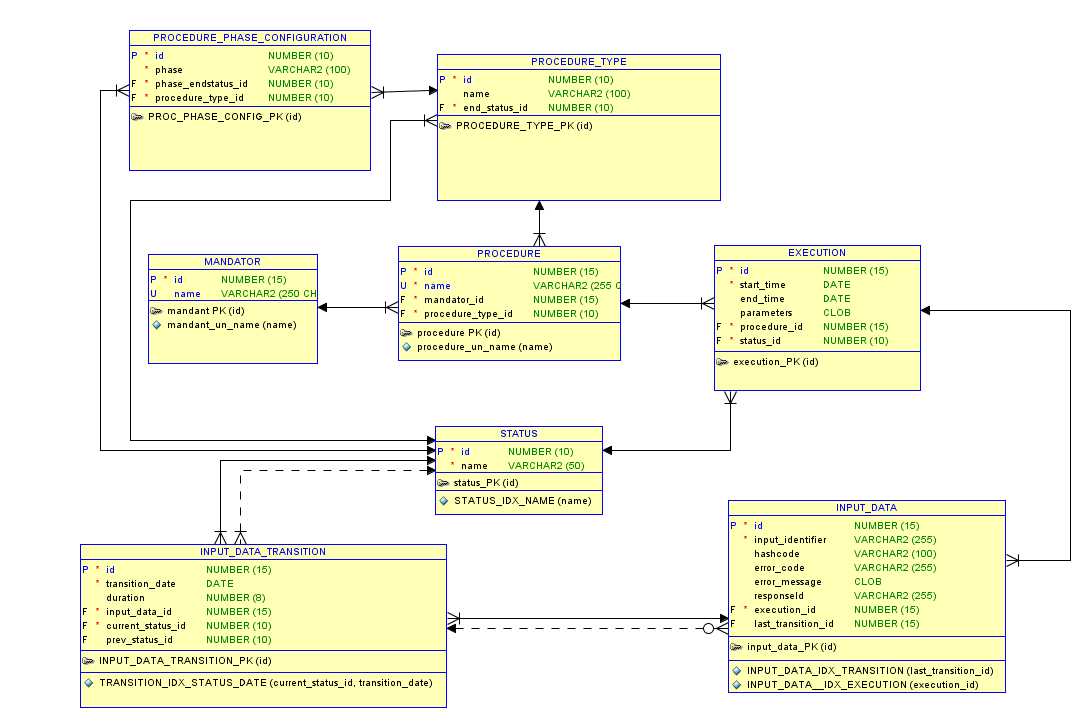 PROCEDURE_PHASE_CONFIGURATION
P * id NUMBER (10)
* phase VARCHAR2 (100)
F * phase_endstatus_id NUMBER (10)
F * procedure_type_id NUMBER (10)
PROC_PHASE_CONFIG_PK (id)
PROCEDURE_TYPE
P * id NUMBER (10)
name VARCHAR2 (100)
F * end_status_id NUMBER (10)
PROCEDURE_TYPE_PK (id)
MANDATOR
P * id NUMBER (15)
U name VARCHAR2 (250 CH
mandant PK (id)
mandant_un_name (name)
PROCEDURE
P * id NUMBER (15)
U * name VARCHAR2 (255 C
F * mandator_id NUMBER (15)
F * procedure_type_id NUMBER (10)
procedure PK (id)
procedure_un_name (name)
EXECUTION
P * id NUMBER (15)
* start_time DATE
end_time DATE
parameters CLOB
F * procedure_id NUMBER (15)
F * status_id NUMBER (10)
execution_PK (id)
STATUS
P * id NUMBER (10)
* name VARCHAR2 (50)
status_PK (id)
STATUS_IDX_NAME (name)
INPUT_DATA_TRANSITION
P * id NUMBER (15)
* transition_date DATE
duration NUMBER (8)
F * input_data_id NUMBER (15)
F * current_status_id NUMBER (10)
F prev_status_id NUMBER (10)
INPUT_DATA_TRANSITION_PK (id)
TRANSITION_IDX_STATUS_DATE (current_status_id, transition_date)
INPUT_DATA
P * id NUMBER (15)
* input_identifier VARCHAR2 (255)
hashcode VARCHAR2 (100)
error_code VARCHAR2 (255)
error_message CLOB
responseId VARCHAR2 (255)
F * execution_id NUMBER (15)
F last_transition_id NUMBER (15)
input_data_PK (id)
INPUT_DATA_IDX_TRANSITION (last_transition_id)
INPUT_DATA__IDX_EXECUTION (execution_id)